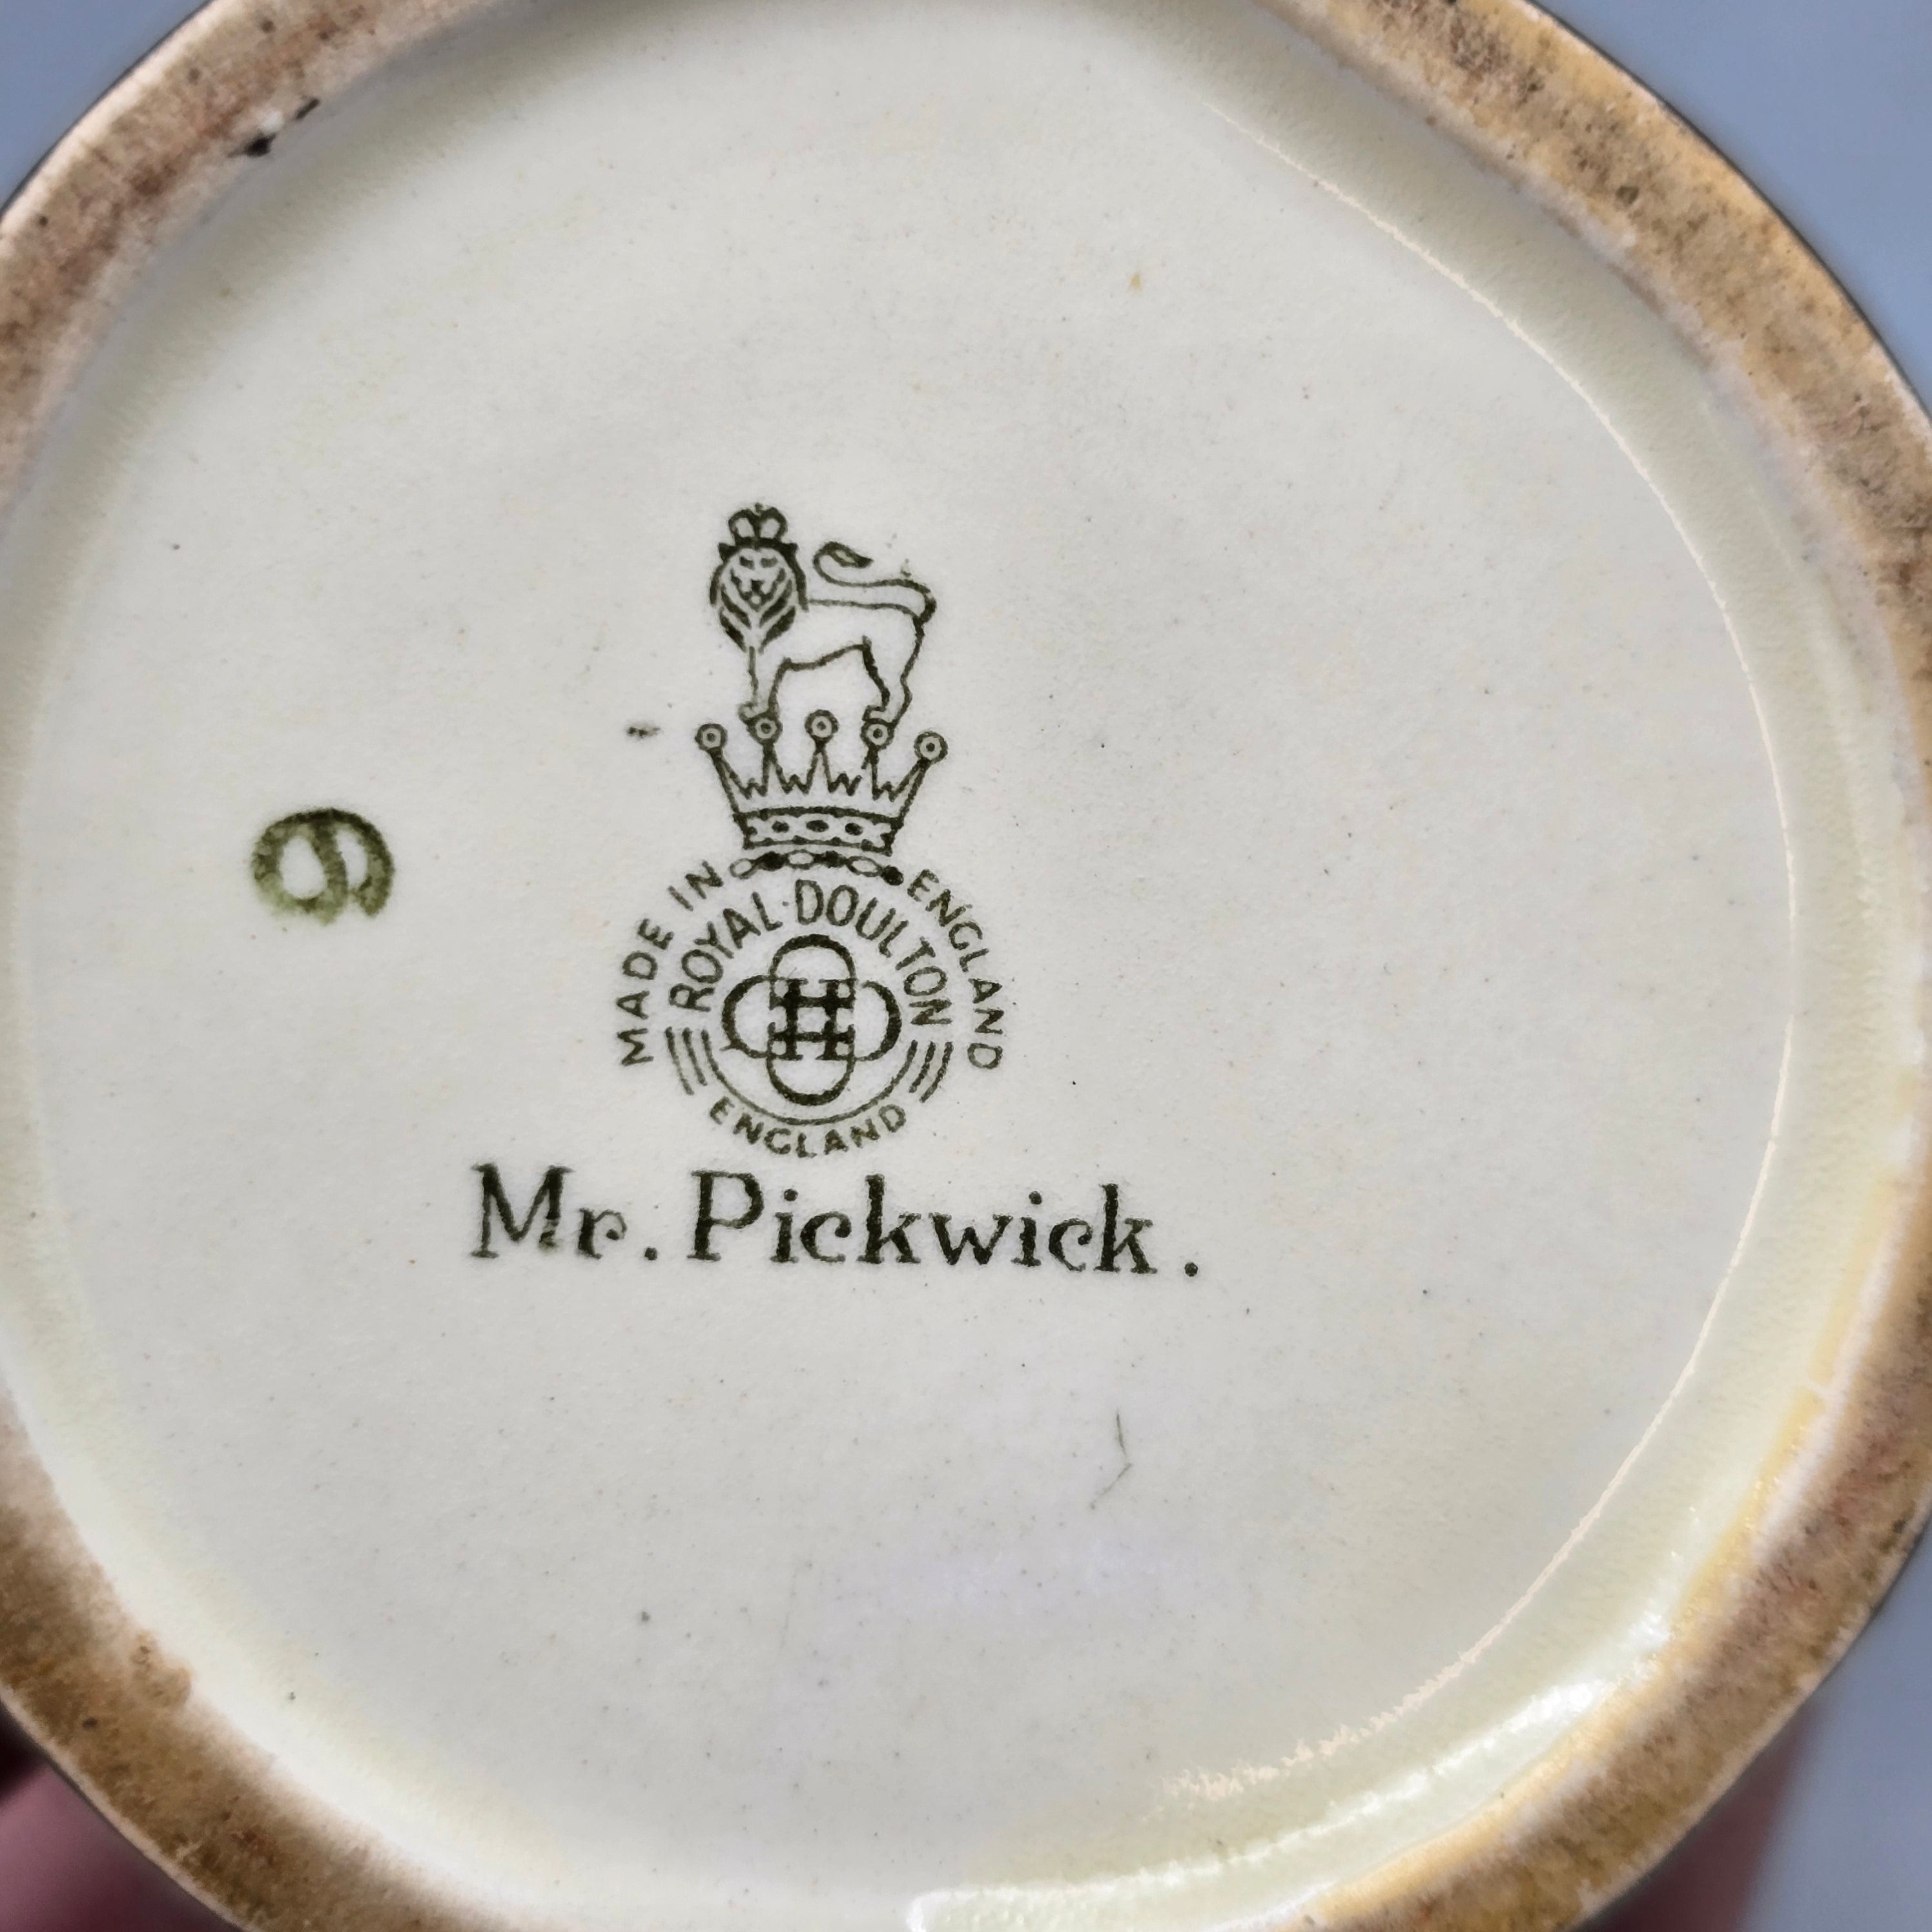 MADE IN ENGLAND
ROYAL·DOULTON
ENGLAND
Mr. Pickwick.